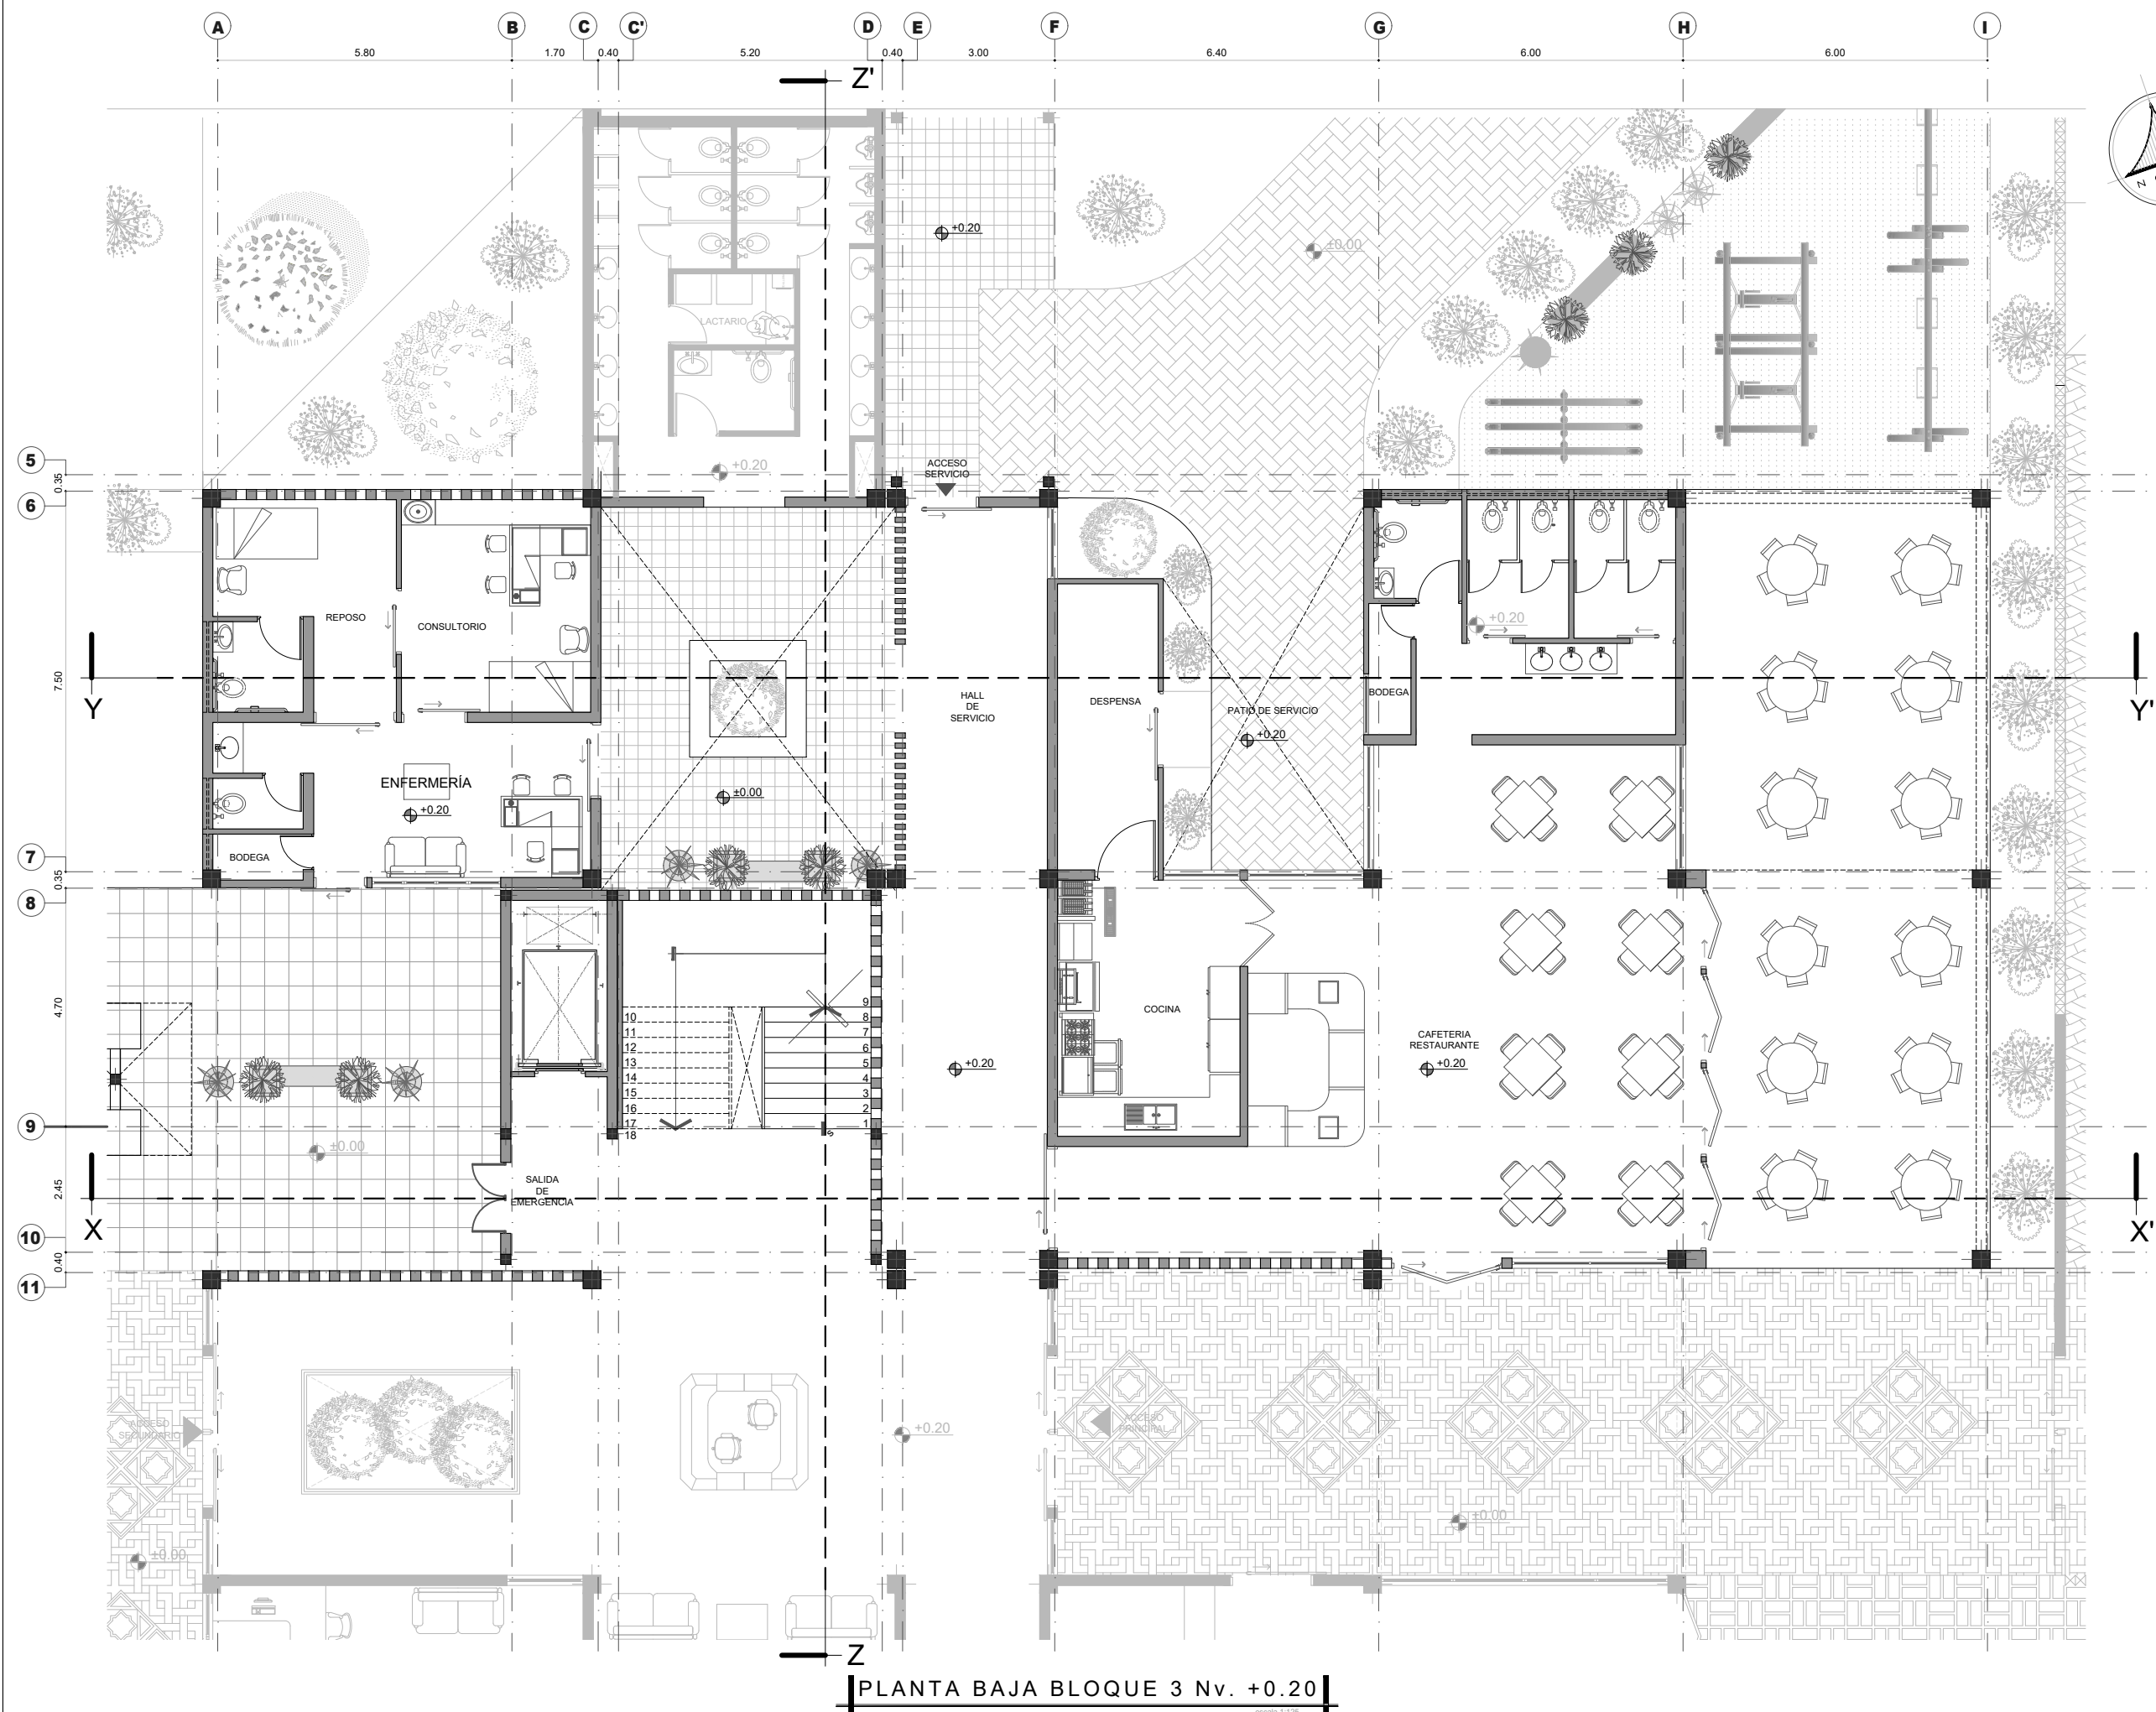 A B C C' D E F G H I
5.80 1.70 0.40 5.20 0.40 3.00 6.40 6.00 6.00
Z'
N
+0.20
±0.00
LACTARIO
5
0.35
6
+0.20
ACCESO
SERVICIO
+0.20
REPOSO
CONSULTORIO
7.50
Y
Y'
HALL
DE
SERVICIO
DESPENSA
PATIO DE SERVICIO
+0.20
BODEGA
ENFERMERÍA
+0.20
±0.00
BODEGA
7
0.35
8
4.70
10
11
12
13
14
15
16
17
18
9
8
7
6
5
4
3
2
1
S
+0.20
COCINA
CAFETERIA
RESTAURANTE
+0.20
9
±0.00
2.45
SALIDA
DE
EMERGENCIA
X
X'
10
0.40
11
ACCESO
SECUNDARIO
+0.20
ACCESO
PRINCIPAL
±0.00
±0.00
Z
PLANTA BAJA BLOQUE 3 Nv. +0.20